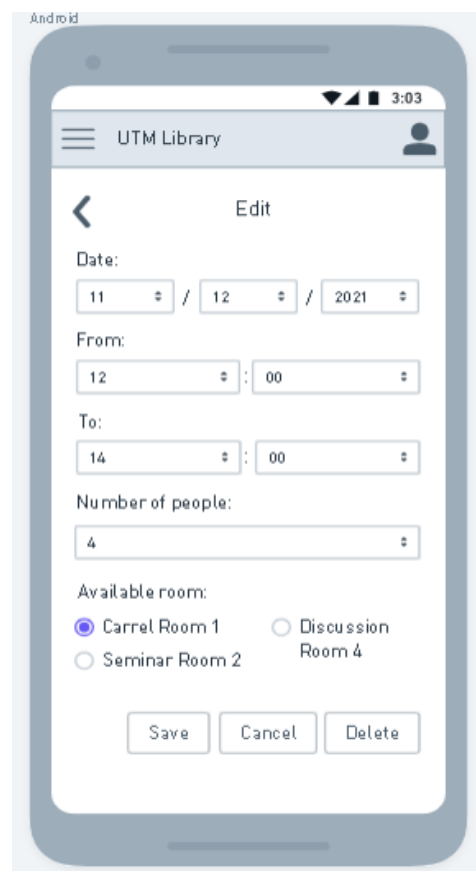 Android
3:03
UTM Library
Edit
Date:
11 / 12 / 2021
From:
12 : 00
To:
14 : 00
Number of people:
4
Available room:
Carrel Room 1
Seminar Room 2
Discussion
Room 4
Save Cancel Delete